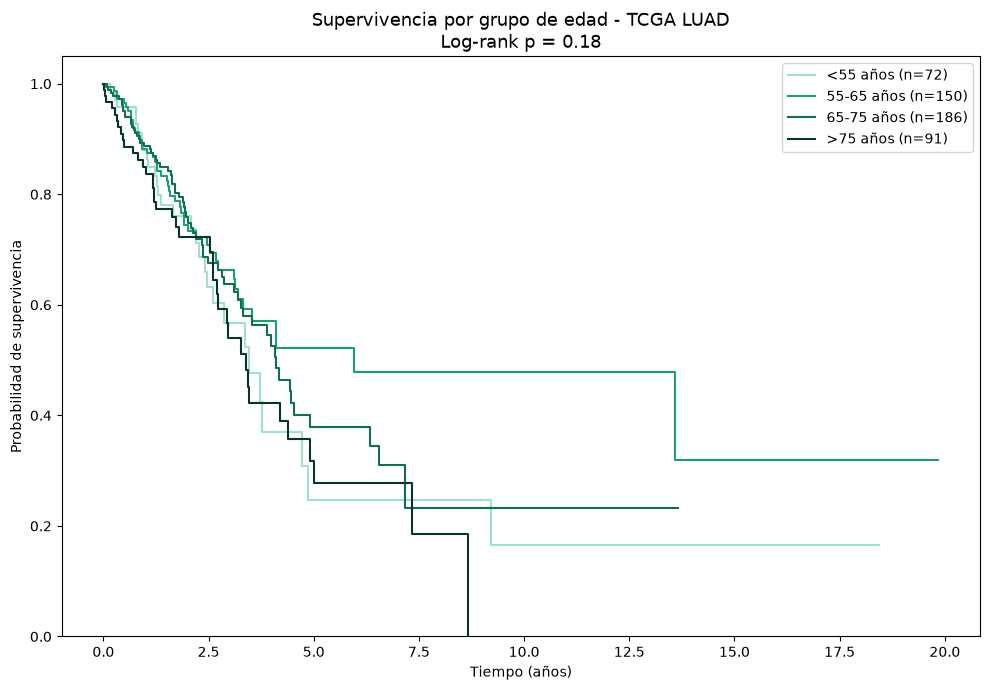 Supervivencia por grupo de edad - TCGA LUAD
Log-rank p = 0.18
<55 años (n=72)
55-65 años (n=150)
65-75 años (n=186)
>75 años (n=91)
Probabilidad de supervivencia
1.0
0.8
0.6
0.4
0.2
0.0
0.0 2.5 5.0 7.5 10.0 12.5 15.0 17.5 20.0
Tiempo (años)